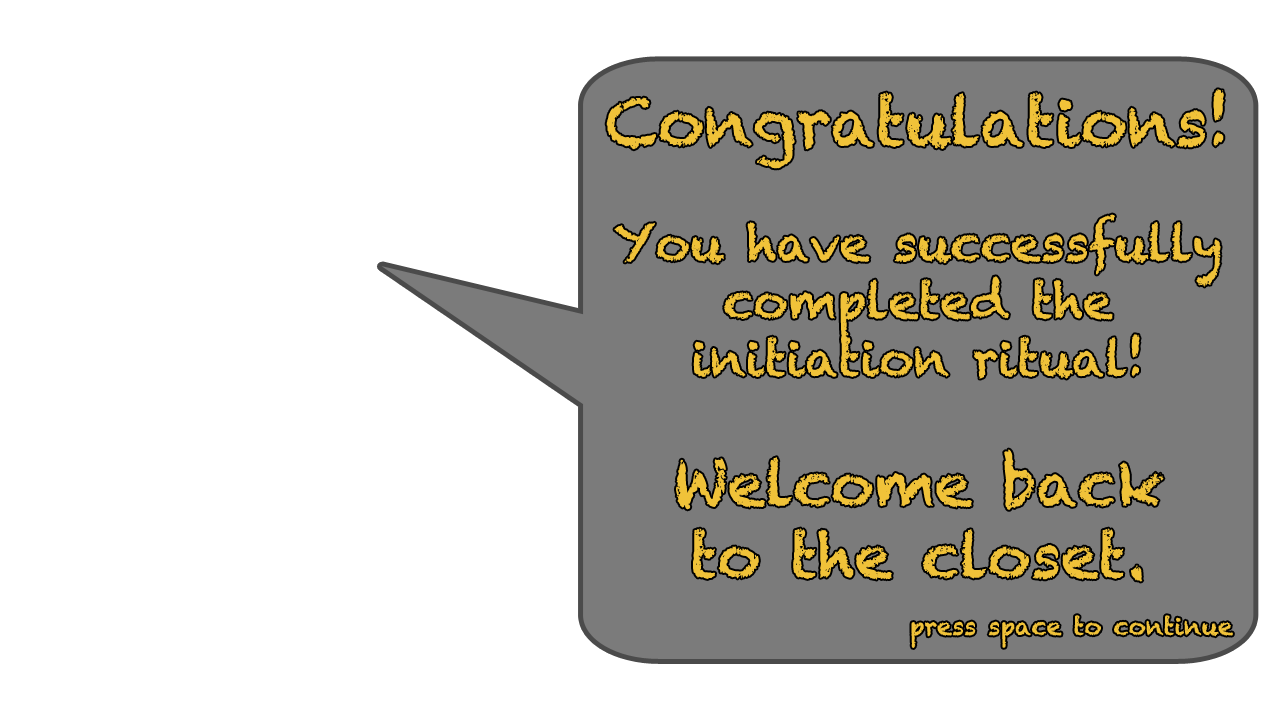 Congratulations!
You have successfully
completed the
initiation ritual!
Welcome back
to the closet.
press space to continue